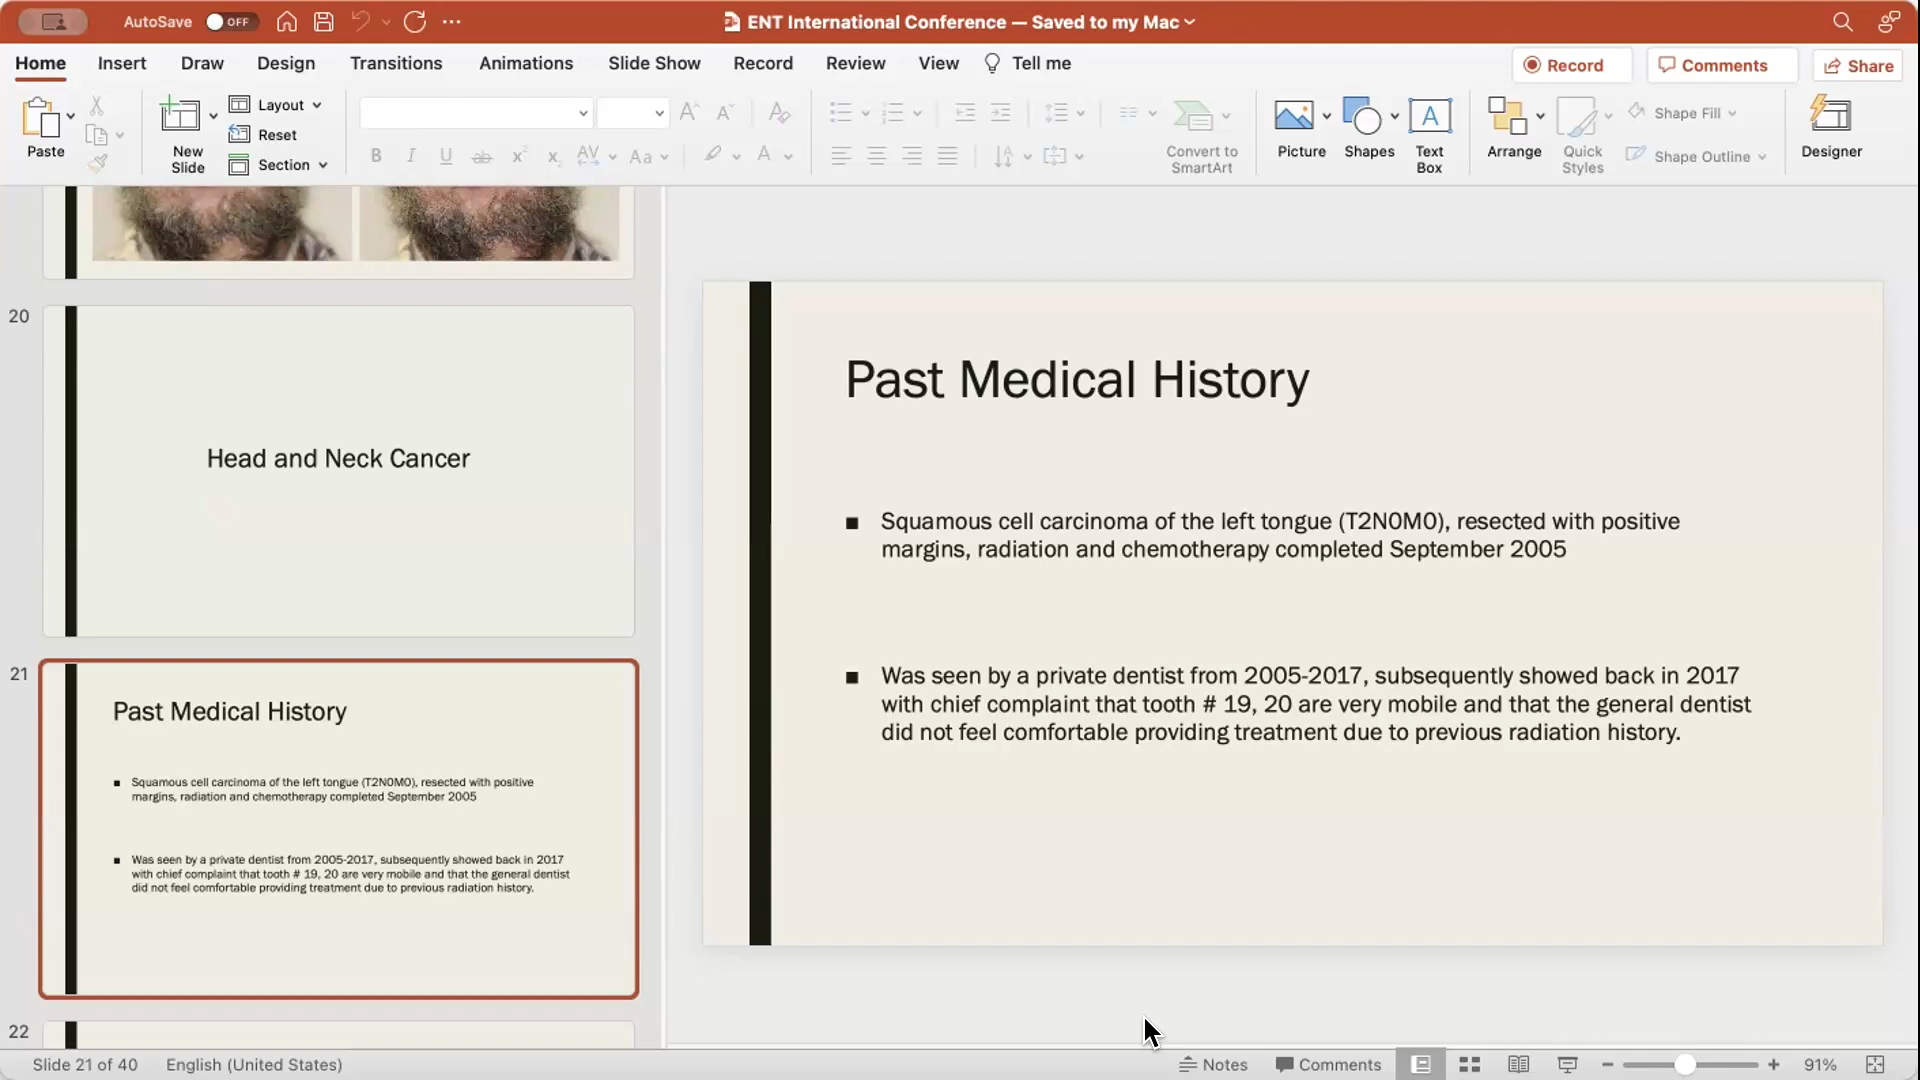 AutoSave OFF
ENT International Conference — Saved to my Mac
Home Insert Draw Design Transitions Animations Slide Show Record Review View Tell me
Record Comments Share
Paste
New Slide
Layout
Reset
Section
B I U ab x² x₂ AV Aa A
Convert to SmartArt
Picture
Shapes
A
Text Box
Arrange
Quick Styles
Shape Fill
Shape Outline
Designer
20
Head and Neck Cancer
21
Past Medical History
■ Squamous cell carcinoma of the left tongue (T2N0M0), resected with positive
margins, radiation and chemotherapy completed September 2005
■ Was seen by a private dentist from 2005-2017, subsequently showed back in 2017
with chief complaint that tooth # 19, 20 are very mobile and that the general dentist
did not feel comfortable providing treatment due to previous radiation history.
22
Past Medical History
■ Squamous cell carcinoma of the left tongue (T2N0M0), resected with positive
margins, radiation and chemotherapy completed September 2005
■ Was seen by a private dentist from 2005-2017, subsequently showed back in 2017
with chief complaint that tooth # 19, 20 are very mobile and that the general dentist
did not feel comfortable providing treatment due to previous radiation history.
Slide 21 of 40 English (United States)
Notes Comments 91%